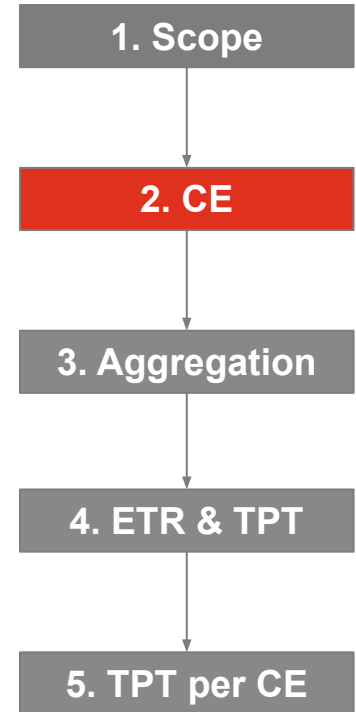 1. Scope
2. CE
3. Aggregation
4. ETR & TPT
5. TPT per CE